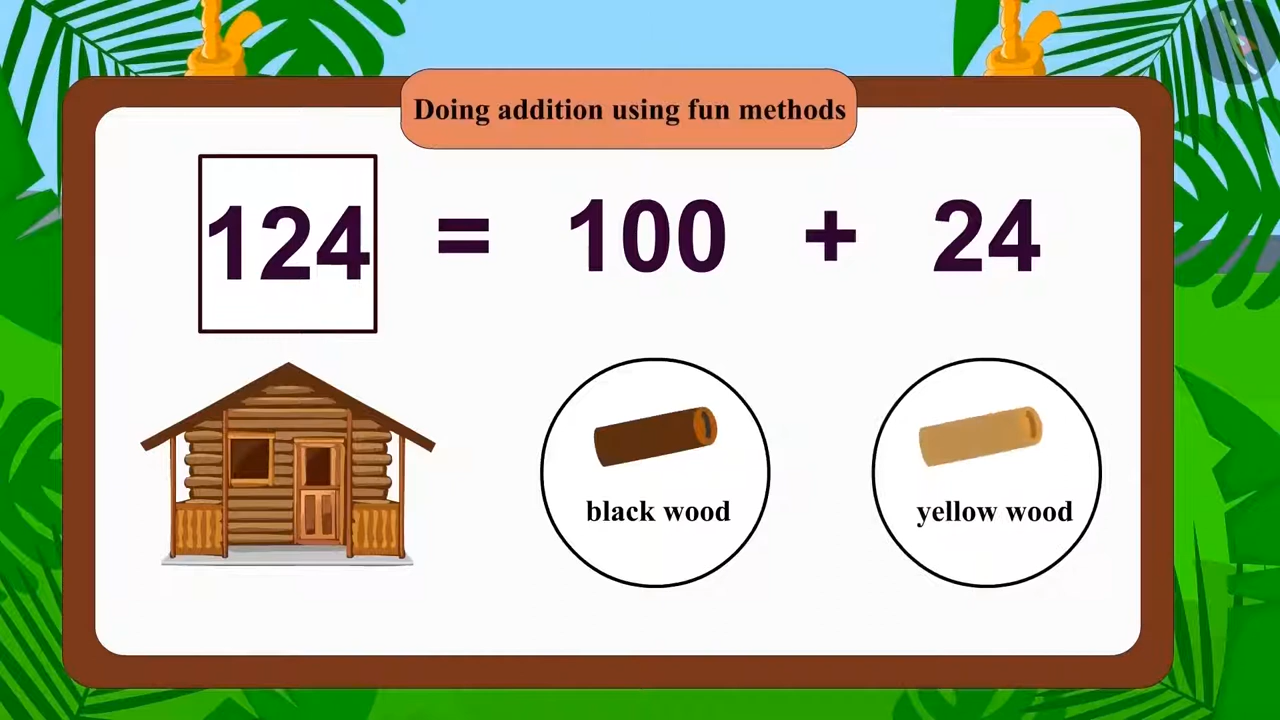 Doing addition using fun methods
124 = 100 + 24
black wood
yellow wood